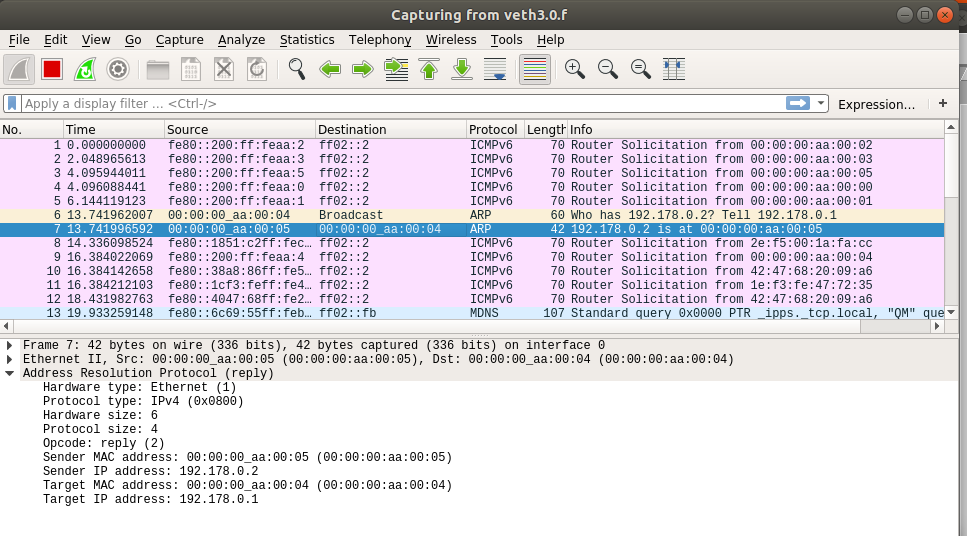 Capturing from veth3.0.f
File Edit View Go Capture Analyze Statistics Telephony Wireless Tools Help
Apply a display filter ... <Ctrl-/> Expression... +
No. Time Source Destination Protocol Length Info
1 0.000000000 fe80::200:ff:feaa:2 ff02::2 ICMPv6 70 Router Solicitation from 00:00:00:aa:00:02
2 2.048965613 fe80::200:ff:feaa:3 ff02::2 ICMPv6 70 Router Solicitation from 00:00:00:aa:00:03
3 4.095944011 fe80::200:ff:feaa:5 ff02::2 ICMPv6 70 Router Solicitation from 00:00:00:aa:00:05
4 4.096088441 fe80::200:ff:feaa:0 ff02::2 ICMPv6 70 Router Solicitation from 00:00:00:aa:00:00
5 6.144119123 fe80::200:ff:feaa:1 ff02::2 ICMPv6 70 Router Solicitation from 00:00:00:aa:00:01
6 13.741962007 00:00:00_aa:00:04 Broadcast ARP 60 Who has 192.178.0.2? Tell 192.178.0.1
7 13.741996592 00:00:00_aa:00:05 00:00:00_aa:00:04 ARP 42 192.178.0.2 is at 00:00:00:aa:00:05
8 14.336098524 fe80::1851:c2ff:fec... ff02::2 ICMPv6 70 Router Solicitation from 2e:f5:00:1a:fa:cc
9 16.384022069 fe80::200:ff:feaa:4 ff02::2 ICMPv6 70 Router Solicitation from 00:00:00:aa:00:04
10 16.384142658 fe80::38a8:86ff:fe5... ff02::2 ICMPv6 70 Router Solicitation from 42:47:68:20:09:a6
11 16.384212103 fe80::1cf3:feff:fe4... ff02::2 ICMPv6 70 Router Solicitation from 1e:f3:fe:47:72:35
12 18.431982763 fe80::4047:68ff:fe2... ff02::2 ICMPv6 70 Router Solicitation from 42:47:68:20:09:a6
13 19.933259148 fe80::6c69:55ff:feb... ff02::fb MDNS 107 Standard query 0x0000 PTR _ipps._tcp.local, "QM" que
Frame 7: 42 bytes on wire (336 bits), 42 bytes captured (336 bits) on interface 0
Ethernet II, Src: 00:00:00_aa:00:05 (00:00:00:aa:00:05), Dst: 00:00:00_aa:00:04 (00:00:00:aa:00:04)
Address Resolution Protocol (reply)
Hardware type: Ethernet (1)
Protocol type: IPv4 (0x0800)
Hardware size: 6
Protocol size: 4
Opcode: reply (2)
Sender MAC address: 00:00:00_aa:00:05 (00:00:00:aa:00:05)
Sender IP address: 192.178.0.2
Target MAC address: 00:00:00_aa:00:04 (00:00:00:aa:00:04)
Target IP address: 192.178.0.1